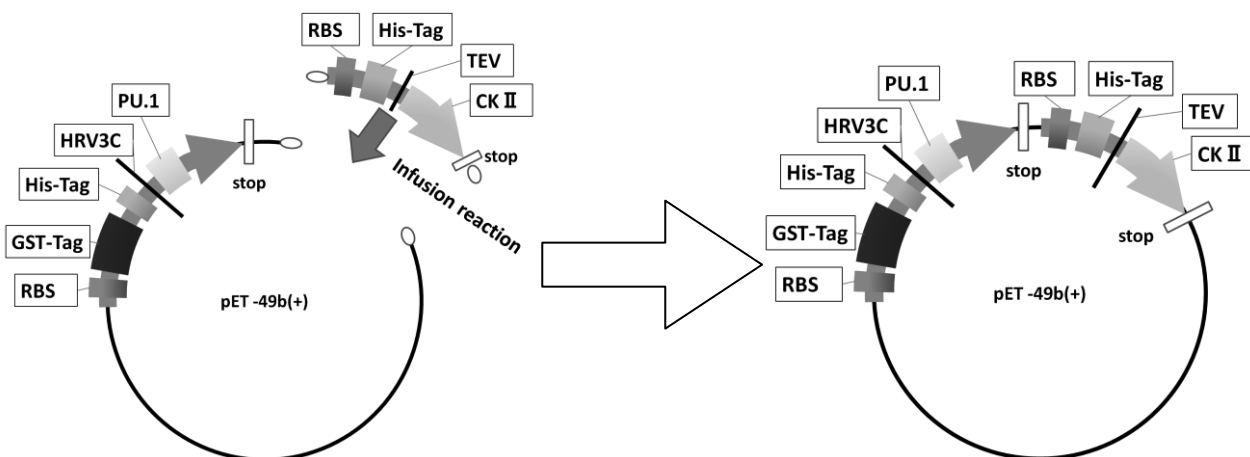 RBS
His-Tag
TEV
CK Ⅱ
stop
Infusion reaction
PU.1
HRV3C
His-Tag
GST-Tag
RBS
stop
pET -49b(+)
PU.1
HRV3C
His-Tag
GST-Tag
RBS
stop
RBS
His-Tag
TEV
CK Ⅱ
stop
pET -49b(+)